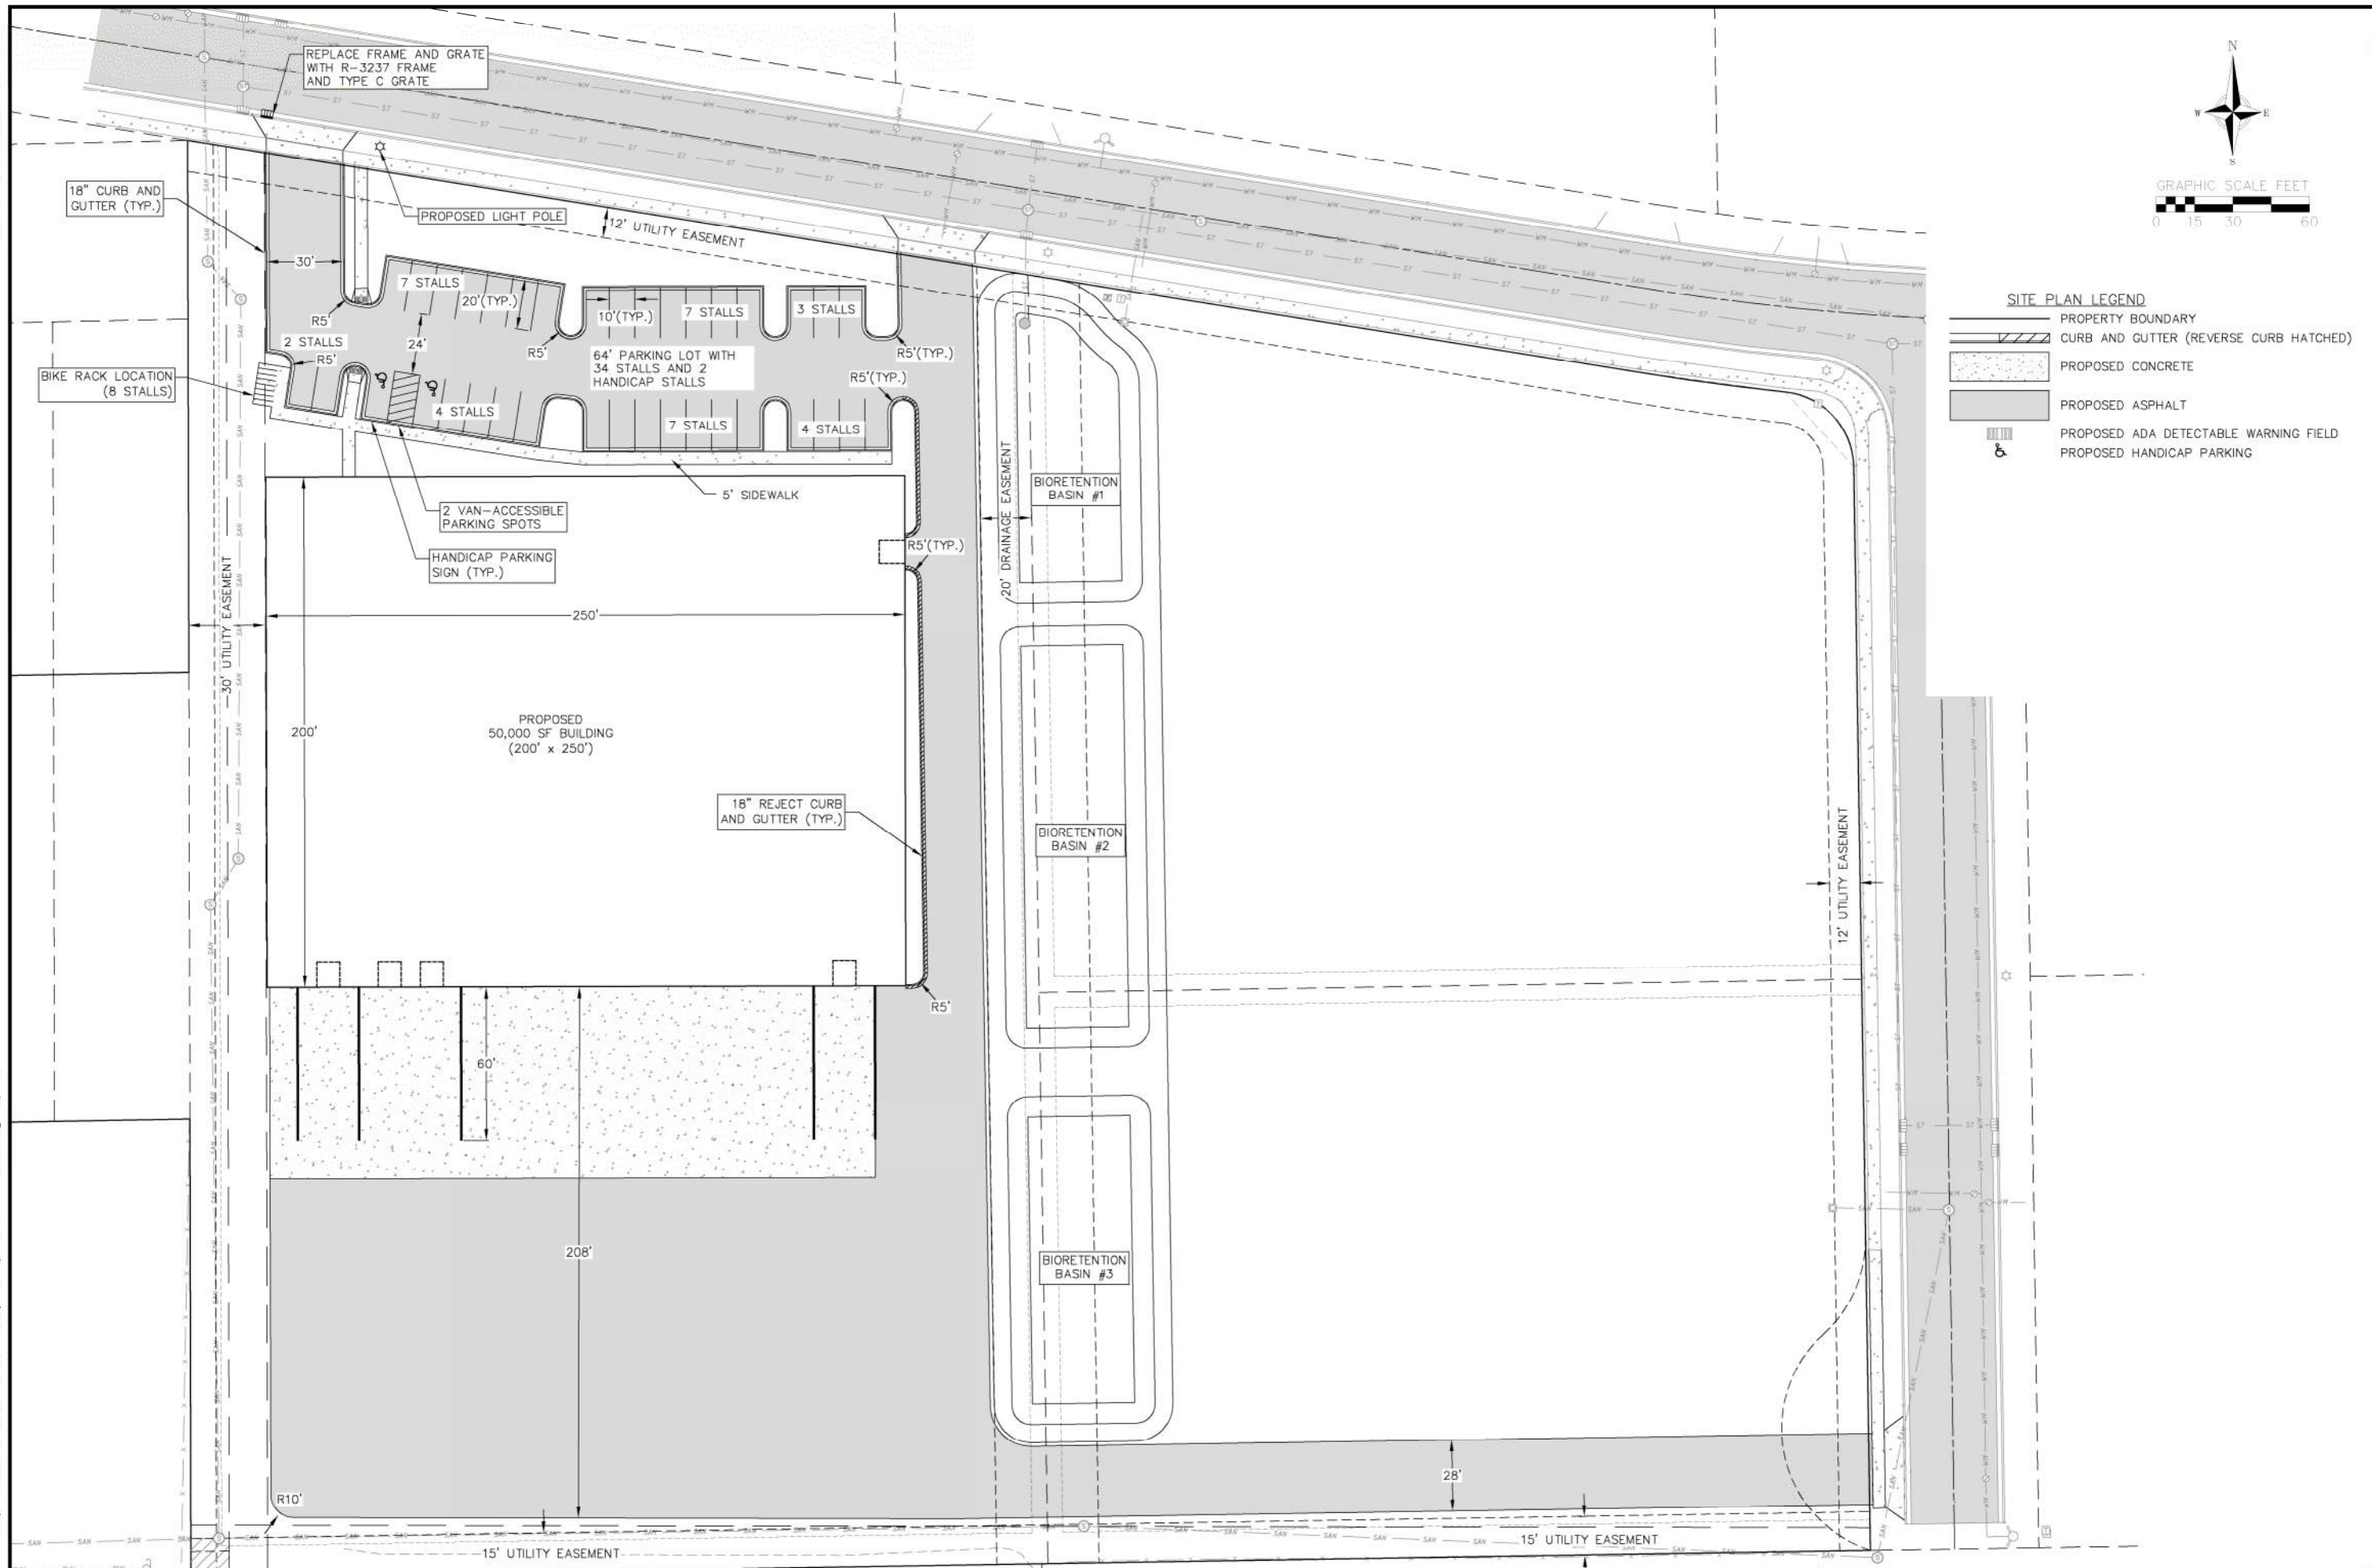 REPLACE FRAME AND GRATE
WITH R-3237 FRAME
AND TYPE C GRATE
N
W
E
S
GRAPHIC SCALE FEET
0 15 30 60
18" CURB AND
GUTTER (TYP.)
PROPOSED LIGHT POLE
12' UTILITY EASEMENT
30'
7 STALLS
20'(TYP.)
R5'
2 STALLS
R5'
24'
R5'
10'(TYP.)
7 STALLS
3 STALLS
R5'(TYP.)
64' PARKING LOT WITH
34 STALLS AND 2
HANDICAP STALLS
R5'(TYP.)
BIKE RACK LOCATION
(8 STALLS)
4 STALLS
7 STALLS
4 STALLS
SITE PLAN LEGEND
PROPERTY BOUNDARY
CURB AND GUTTER (REVERSE CURB HATCHED)
PROPOSED CONCRETE
PROPOSED ASPHALT
PROPOSED ADA DETECTABLE WARNING FIELD
PROPOSED HANDICAP PARKING
5' SIDEWALK
2 VAN-ACCESSIBLE
PARKING SPOTS
HANDICAP PARKING
SIGN (TYP.)
R5'(TYP.)
20' DRAINAGE EASEMENT
BIORETENTION
BASIN #1
30' UTILITY EASEMENT
250'
200'
PROPOSED
50,000 SF BUILDING
(200' x 250')
18" REJECT CURB
AND GUTTER (TYP.)
BIORETENTION
BASIN #2
12' UTILITY EASEMENT
R5'
60'
208'
BIORETENTION
BASIN #3
28'
R10'
15' UTILITY EASEMENT
15' UTILITY EASEMENT